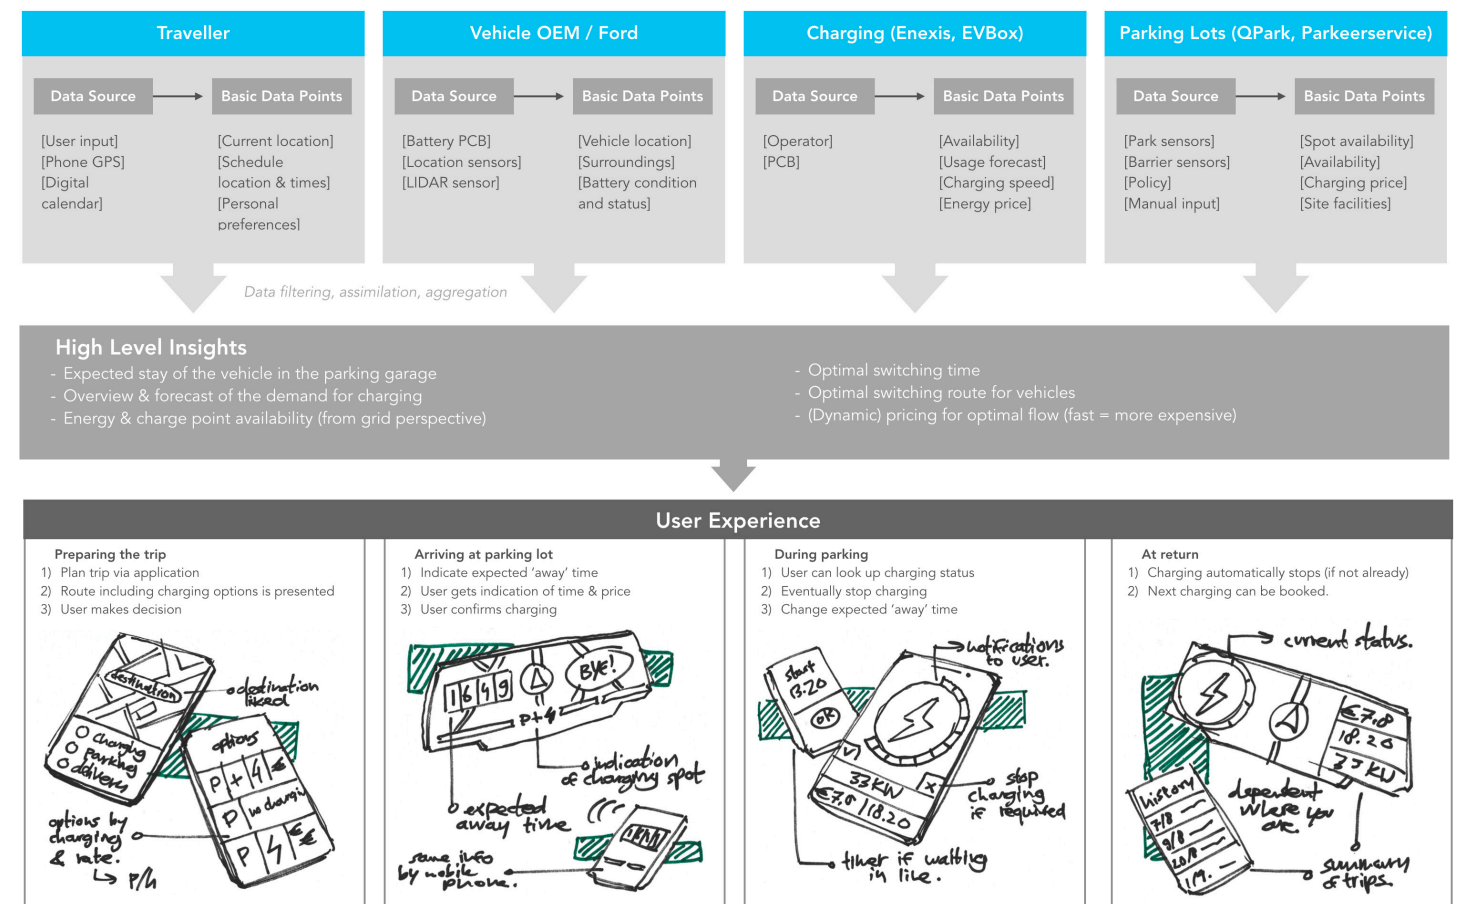 Traveller
Data Source
Basic Data Points
[User input]
[Phone GPS]
[Digital
calendar]
[Current location]
[Schedule
location & times]
[Personal
preferences]
Vehicle OEM / Ford
Data Source
Basic Data Points
[Battery PCB]
[Location sensors]
[LIDAR sensor]
[Vehicle location]
[Surroundings]
[Battery condition
and status]
Charging (Enexis, EVBox)
Data Source
Basic Data Points
[Operator]
[PCB]
[Availability]
[Usage forecast]
[Charging speed]
[Energy price]
Parking Lots (QPark, Parkeerservice)
Data Source
Basic Data Points
[Park sensors]
[Barrier sensors]
[Policy]
[Manual input]
[Spot availability]
[Availability]
[Charging price]
[Site facilities]
Data filtering, assimilation, aggregation
High Level Insights
- Expected stay of the vehicle in the parking garage
- Overview & forecast of the demand for charging
- Energy & charge point availability (from grid perspective)
- Optimal switching time
- Optimal switching route for vehicles
- (Dynamic) pricing for optimal flow (fast = more expensive)
User Experience
Preparing the trip
1) Plan trip via application
2) Route including charging options is presented
3) User makes decision
destination
destination
liked
charging
parking
delivery
options
P + €
P no charging
P €€
options by
charging
& rate.
P/h
Arriving at parking lot
1) Indicate expected ‘away’ time
2) User gets indication of time & price
3) User confirms charging
1649
BYE!
P+
indication
of charging spot
expected
away time
same info
by mobile
phone.
During parking
1) User can look up charging status
2) Eventually stop charging
3) Change expected ‘away’ time
notifications
to user.
start
13.20
OK
33KW
x
18.20
stop
charging
if required
timer if waiting
in line.
At return
1) Charging automatically stops (if not already)
2) Next charging can be booked.
current status.
€7.8
18.20
33 KW
dependent
where you
are.
history
7/8
9/8
20/8
summary
of trips.